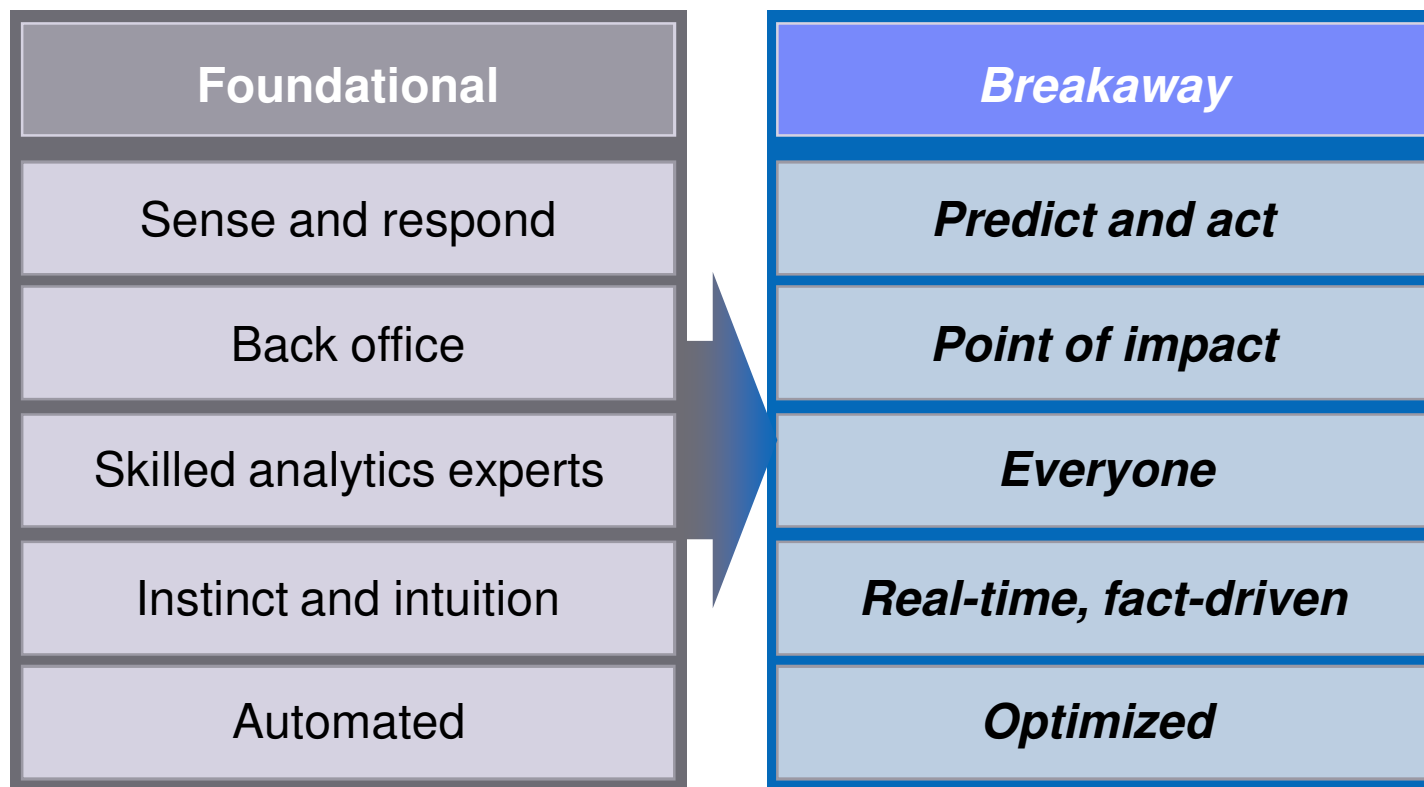 Foundational
Sense and respond
Back office
Skilled analytics experts
Instinct and intuition
Automated
Breakaway
Predict and act
Point of impact
Everyone
Real-time, fact-driven
Optimized